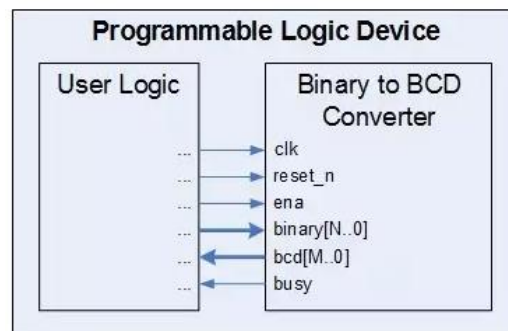 Programmable Logic Device
User Logic
Binary to BCD
Converter
... clk
... reset_n
... ena
... binary[N..0]
... bcd[M..0]
... busy